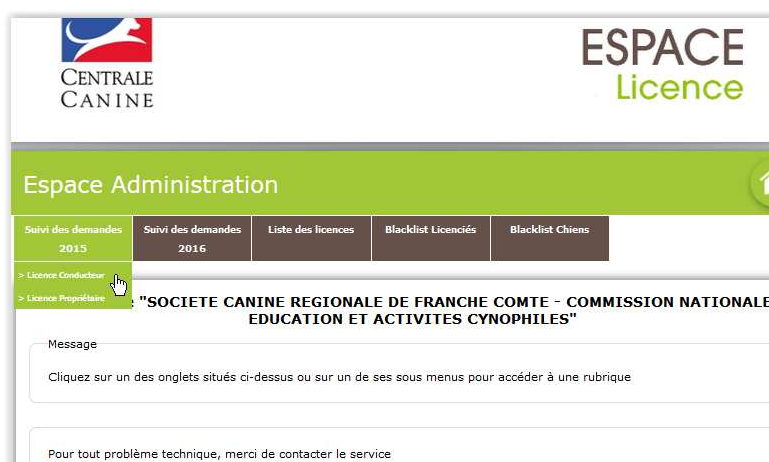 CENTRALE
CANINE
ESPACE
Licence
Espace Administration
Suivi des demandes
2015
Suivi des demandes
2016
Liste des licences
Blacklist Licenciés
Blacklist Chiens
> Licence Conducteur
> Licence Propriétaire
"SOCIETE CANINE REGIONALE DE FRANCHE COMTE - COMMISSION NATIONALE
EDUCATION ET ACTIVITES CYNOPHILES"
Message
Cliquez sur un des onglets situés ci-dessus ou sur un de ses sous menus pour accéder à une rubrique
Pour tout problème technique, merci de contacter le service